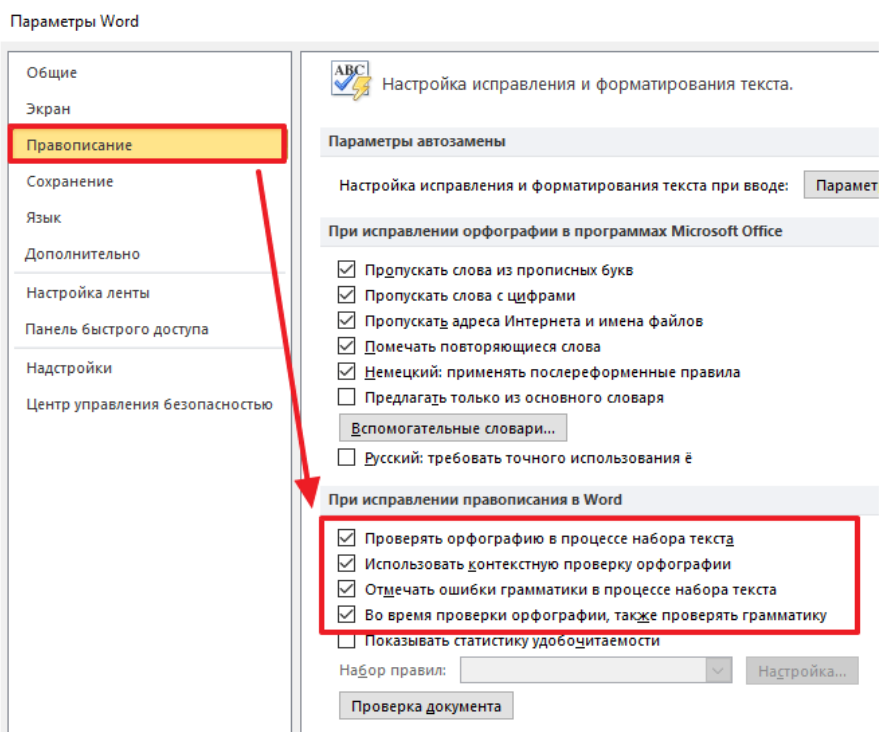 Параметры Word
Общие
Экран
Правописание
Сохранение
Язык
Дополнительно
Настройка ленты
Панель быстрого доступа
Надстройки
Центр управления безопасностью
ABC
Настройка исправления и форматирования текста.
Параметры автозамены
Настройка исправления и форматирования текста при вводе: Парамет
При исправлении орфографии в программах Microsoft Office
Пропускать слова из прописных букв
Пропускать слова с цифрами
Пропускать адреса Интернета и имена файлов
Помечать повторяющиеся слова
Немецкий: применять послереформенные правила
Предлагать только из основного словаря
Вспомогательные словари...
Русский: требовать точного использования ё
При исправлении правописания в Word
Проверять орфографию в процессе набора текста
Использовать контекстную проверку орфографии
Отмечать ошибки грамматики в процессе набора текста
Во время проверки орфографии, также проверять грамматику
Показывать статистику удобочитаемости
Набор правил: Настройка...
Проверка документа